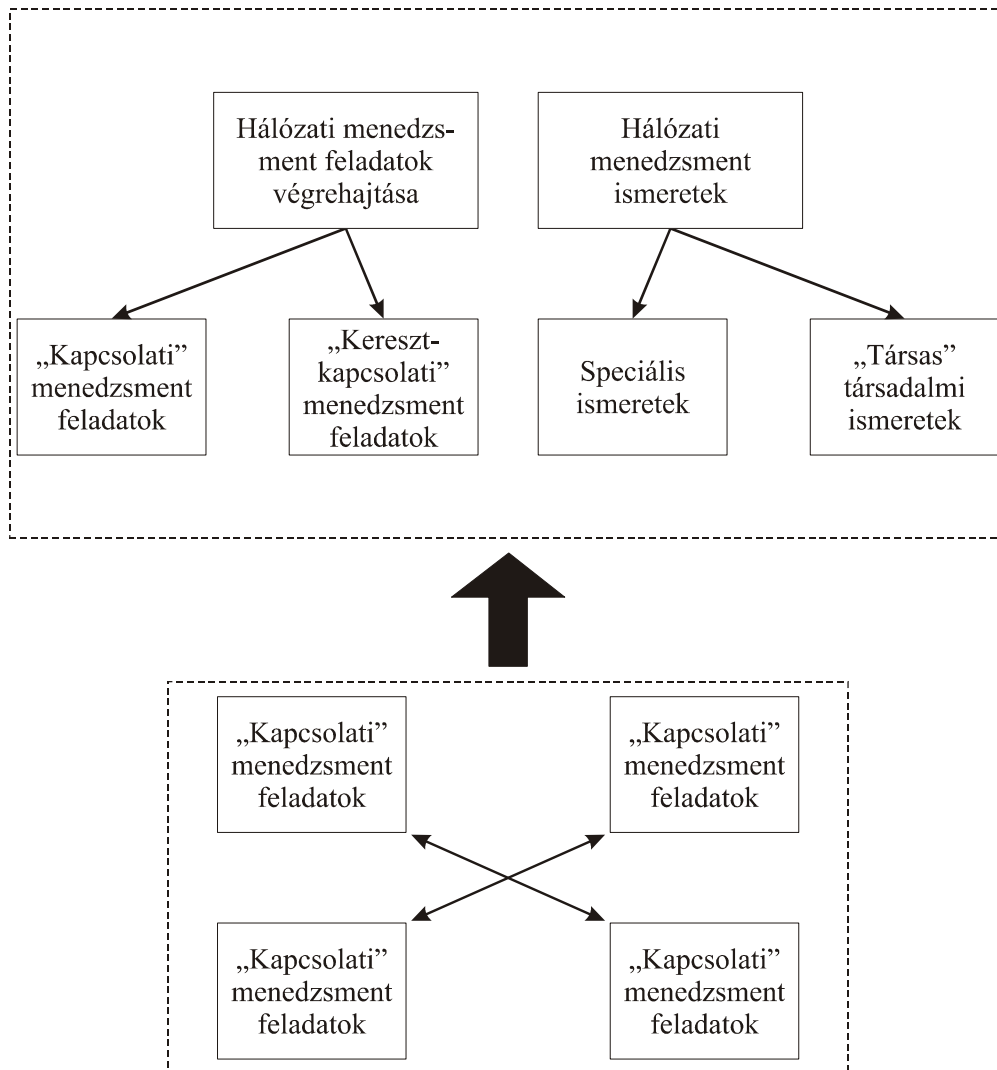 Hálózati menedzs-
ment feladatok
végrehajtása
Hálózati
menedzsment
ismeretek
„Kapcsolati”
menedzsment
feladatok
„Kereszt-
kapcsolati”
menedzsment
feladatok
Speciális
ismeretek
„Társas”
társadalmi
ismeretek
„Kapcsolati”
menedzsment
feladatok
„Kapcsolati”
menedzsment
feladatok
„Kapcsolati”
menedzsment
feladatok
„Kapcsolati”
menedzsment
feladatok